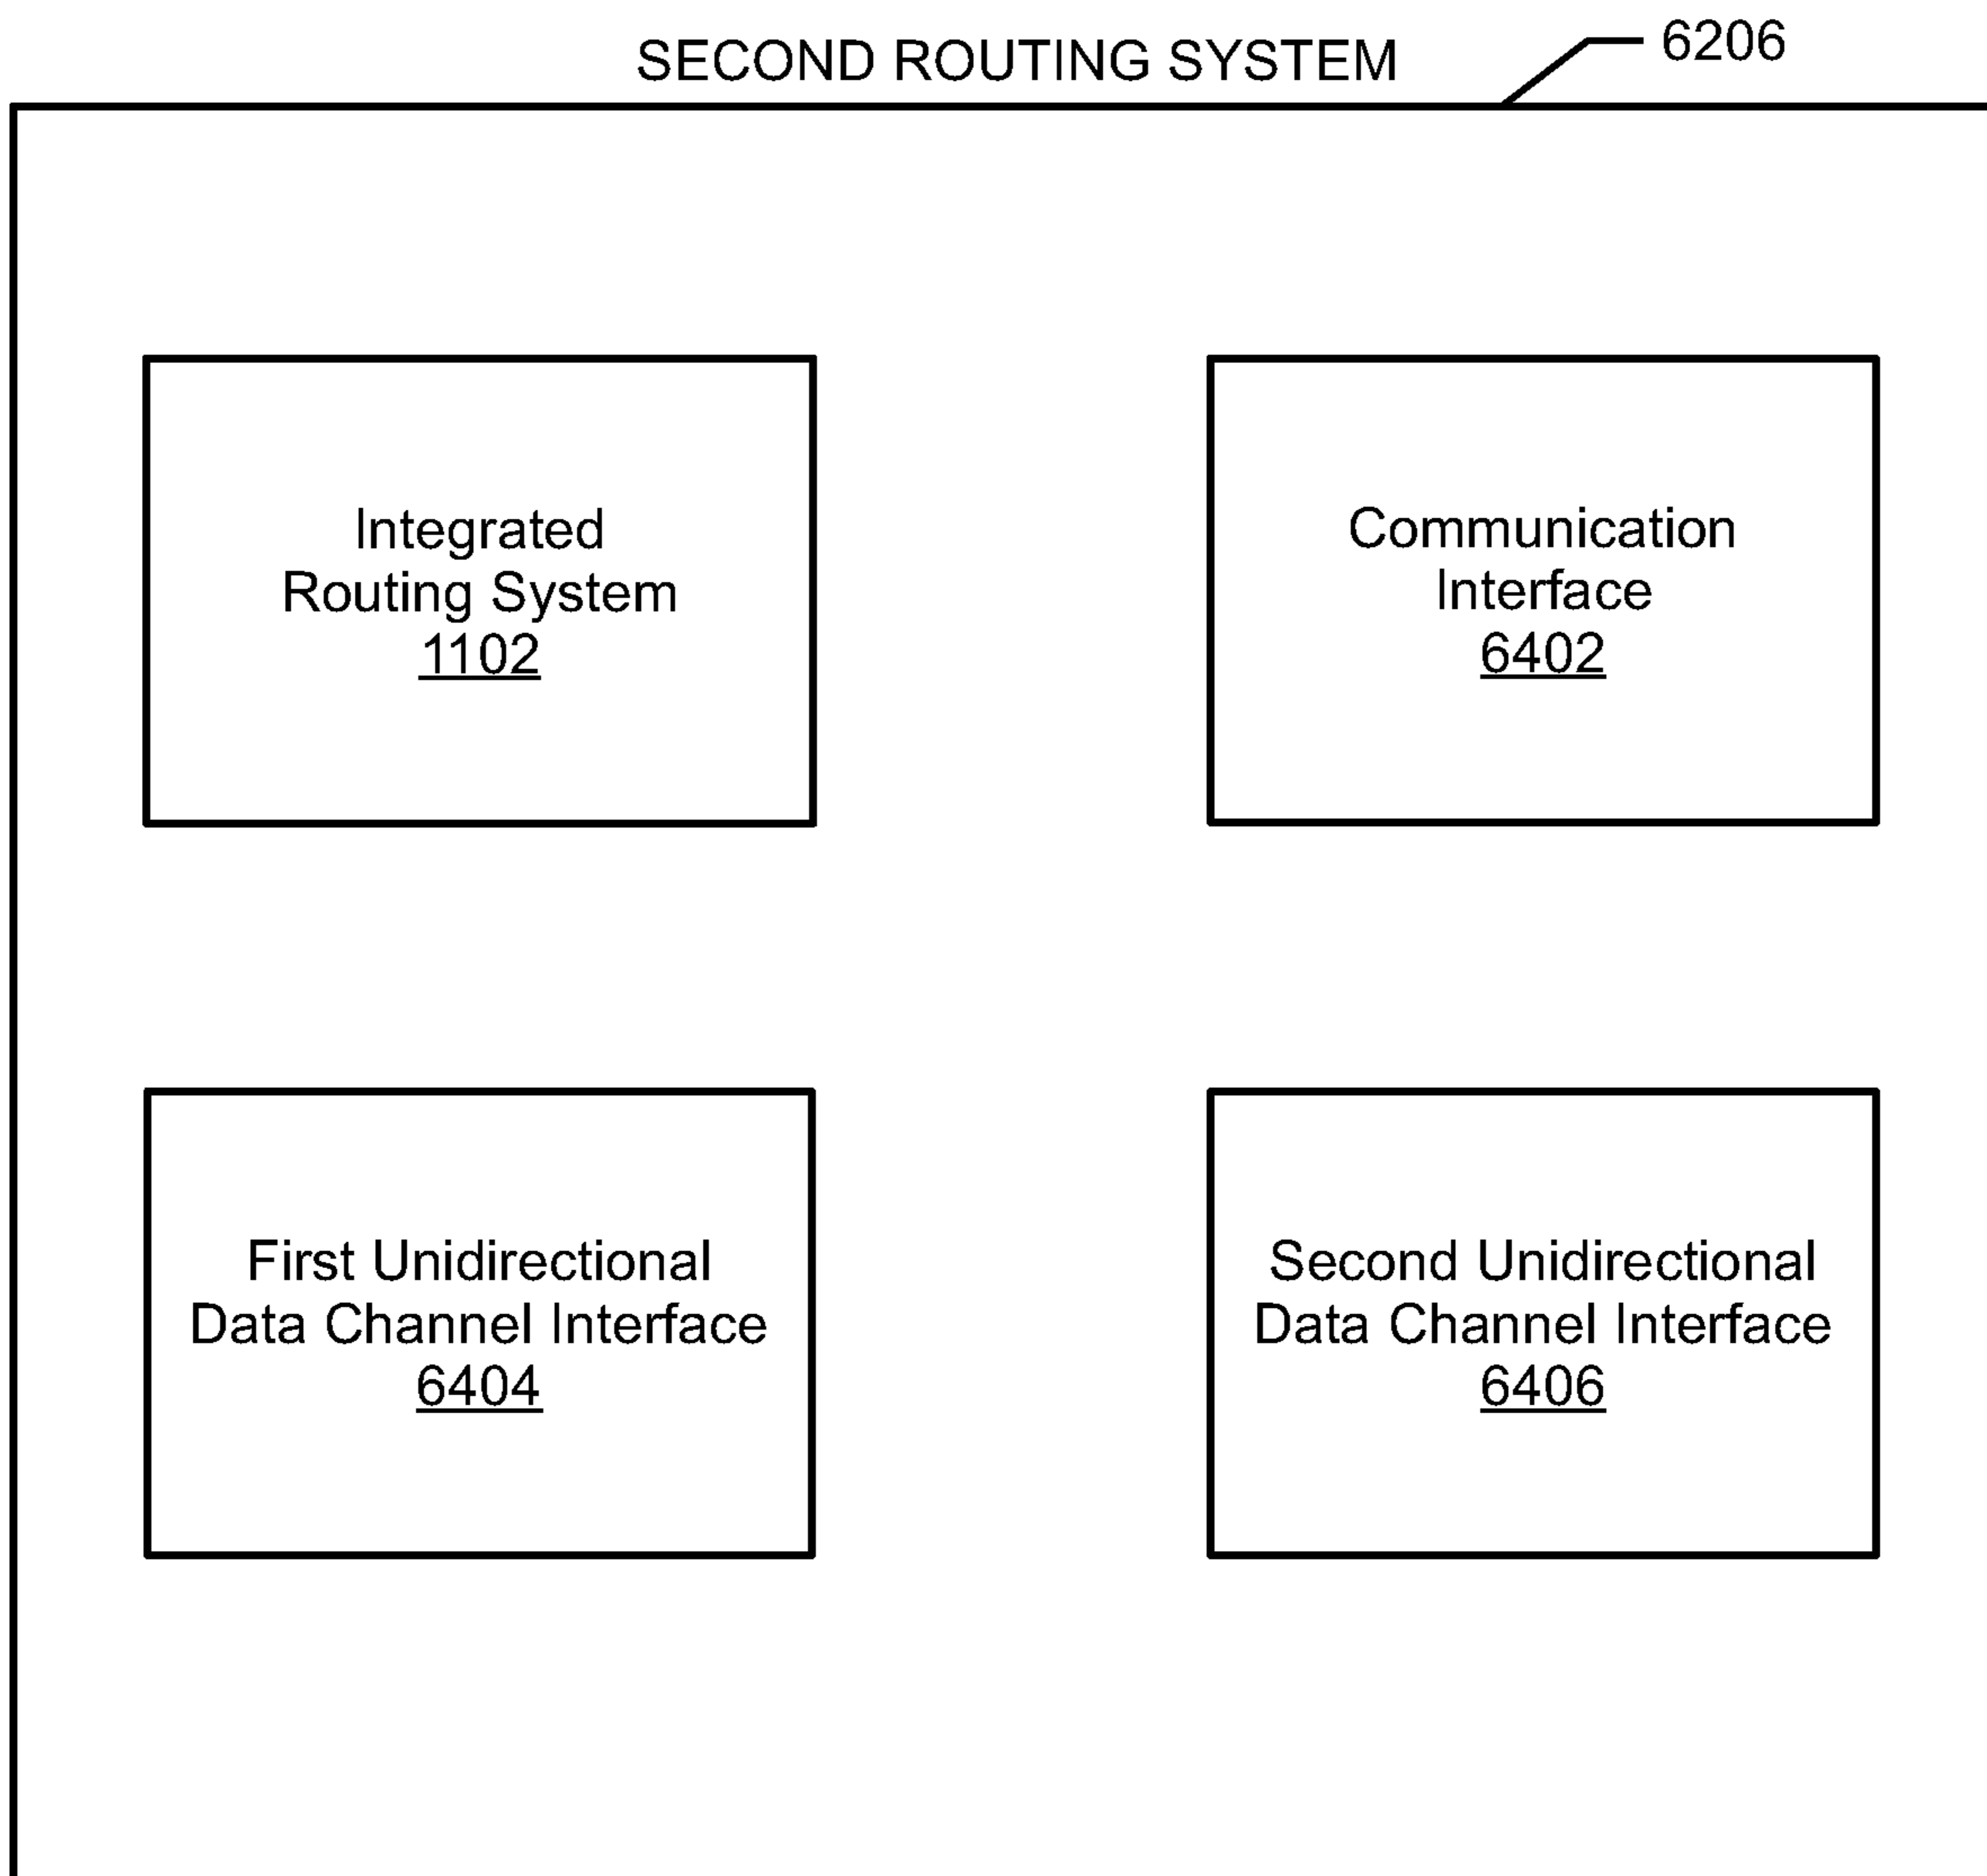 SECOND ROUTING SYSTEM
6206
Integrated
Routing System
1102
Communication
Interface
6402
First Unidirectional
Data Channel Interface
6404
Second Unidirectional
Data Channel Interface
6406